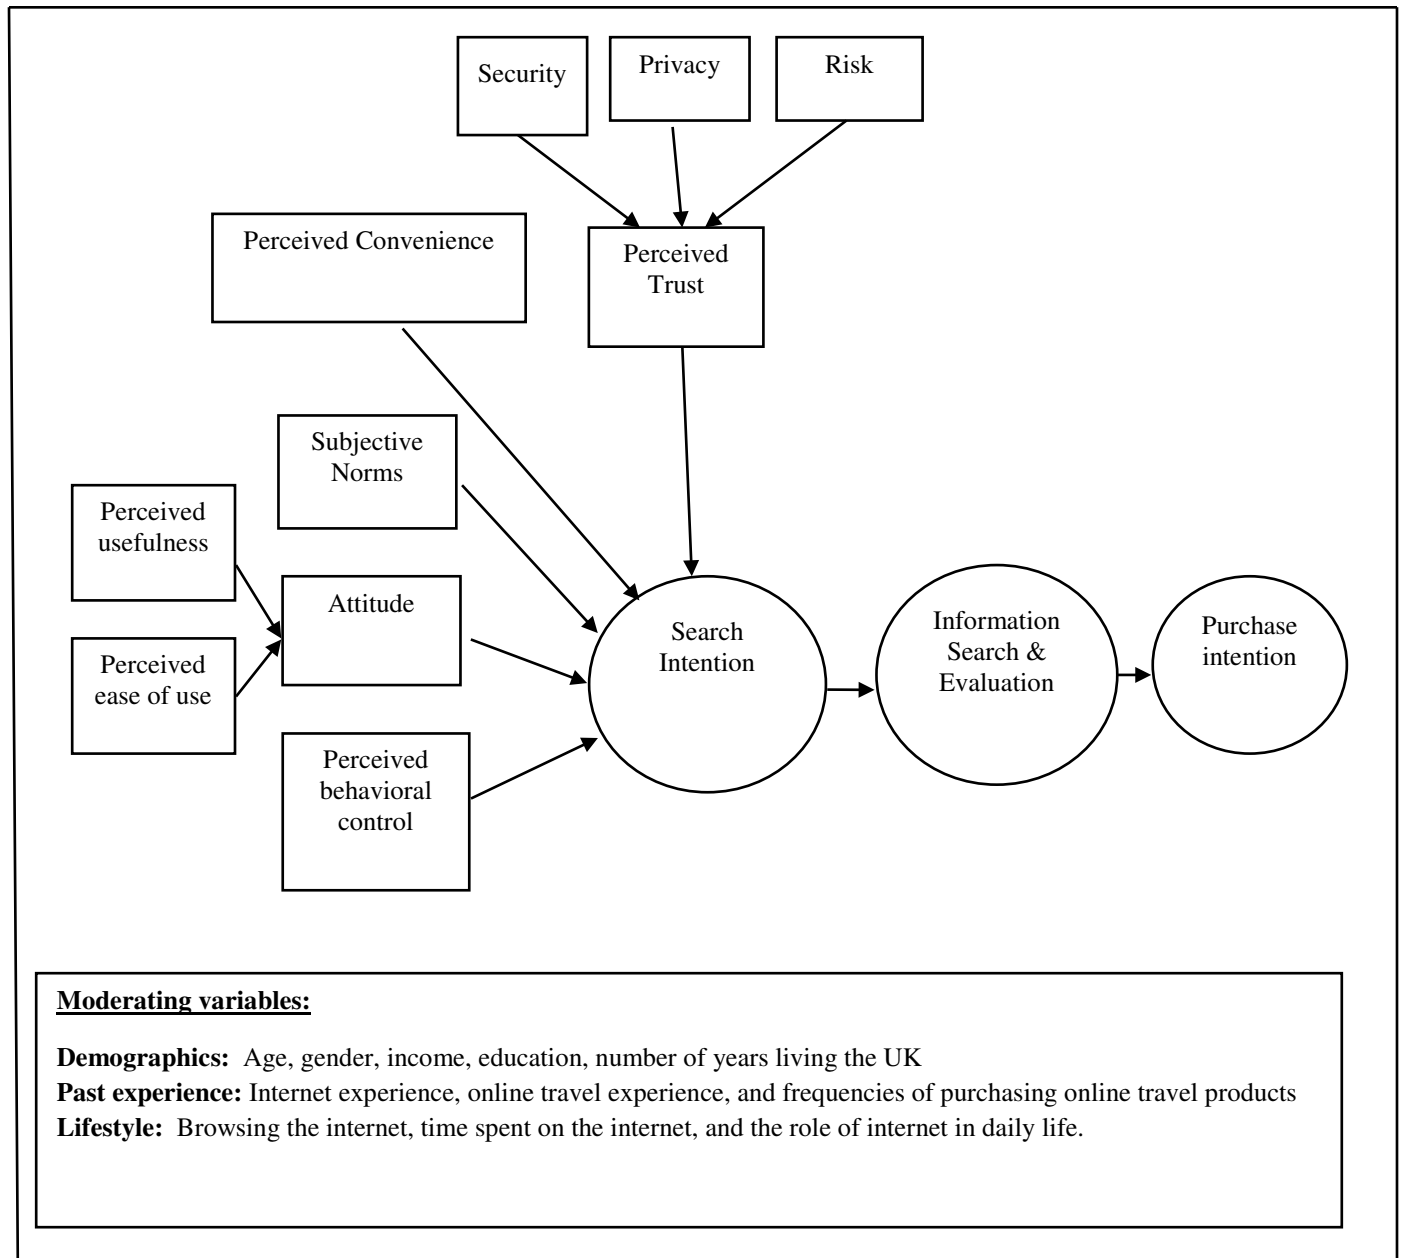 Security
Privacy
Risk
Perceived Convenience
Perceived
Trust
Subjective
Norms
Perceived
usefulness
Attitude
Perceived
ease of use
Perceived
behavioral
control
Search
Intention
Information
Search &
Evaluation
Purchase
intention
Moderating variables:
Demographics: Age, gender, income, education, number of years living the UK
Past experience: Internet experience, online travel experience, and frequencies of purchasing online travel products
Lifestyle: Browsing the internet, time spent on the internet, and the role of internet in daily life.